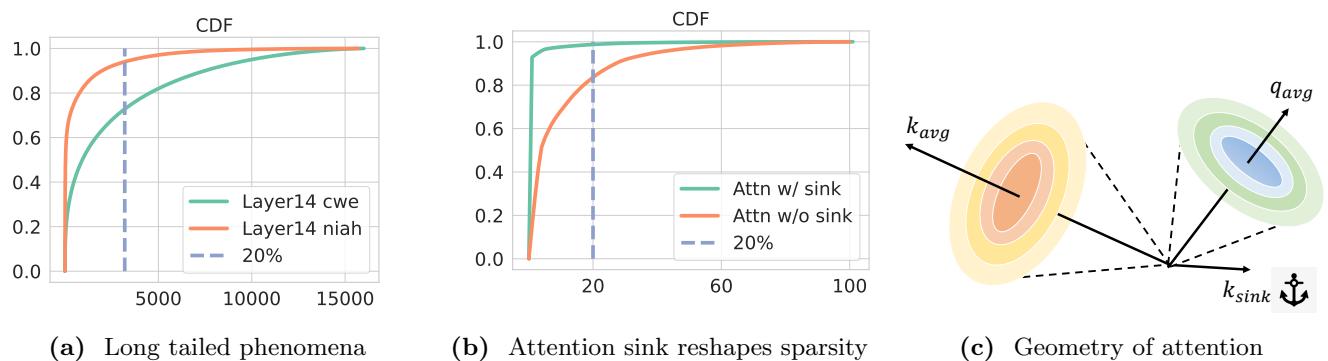 CDF
1.0
0.8
0.6
0.4
0.2
0.0
5000 10000 15000
Layer14 cwe
Layer14 niah
20%
(a) Long tailed phenomena
CDF
1.0
0.8
0.6
0.4
0.2
0.0
20 60 100
Attn w/ sink
Attn w/o sink
20%
(b) Attention sink reshapes sparsity
k_avg
q_avg
k_sink
(c) Geometry of attention